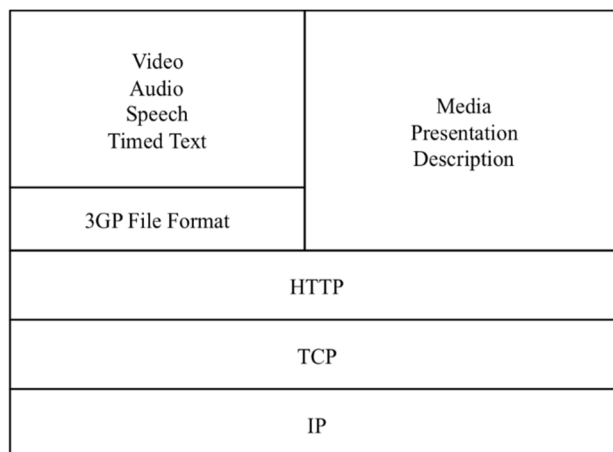 Video
Audio
Speech
Timed Text
3GP File Format
Media
Presentation
Description
HTTP
TCP
IP